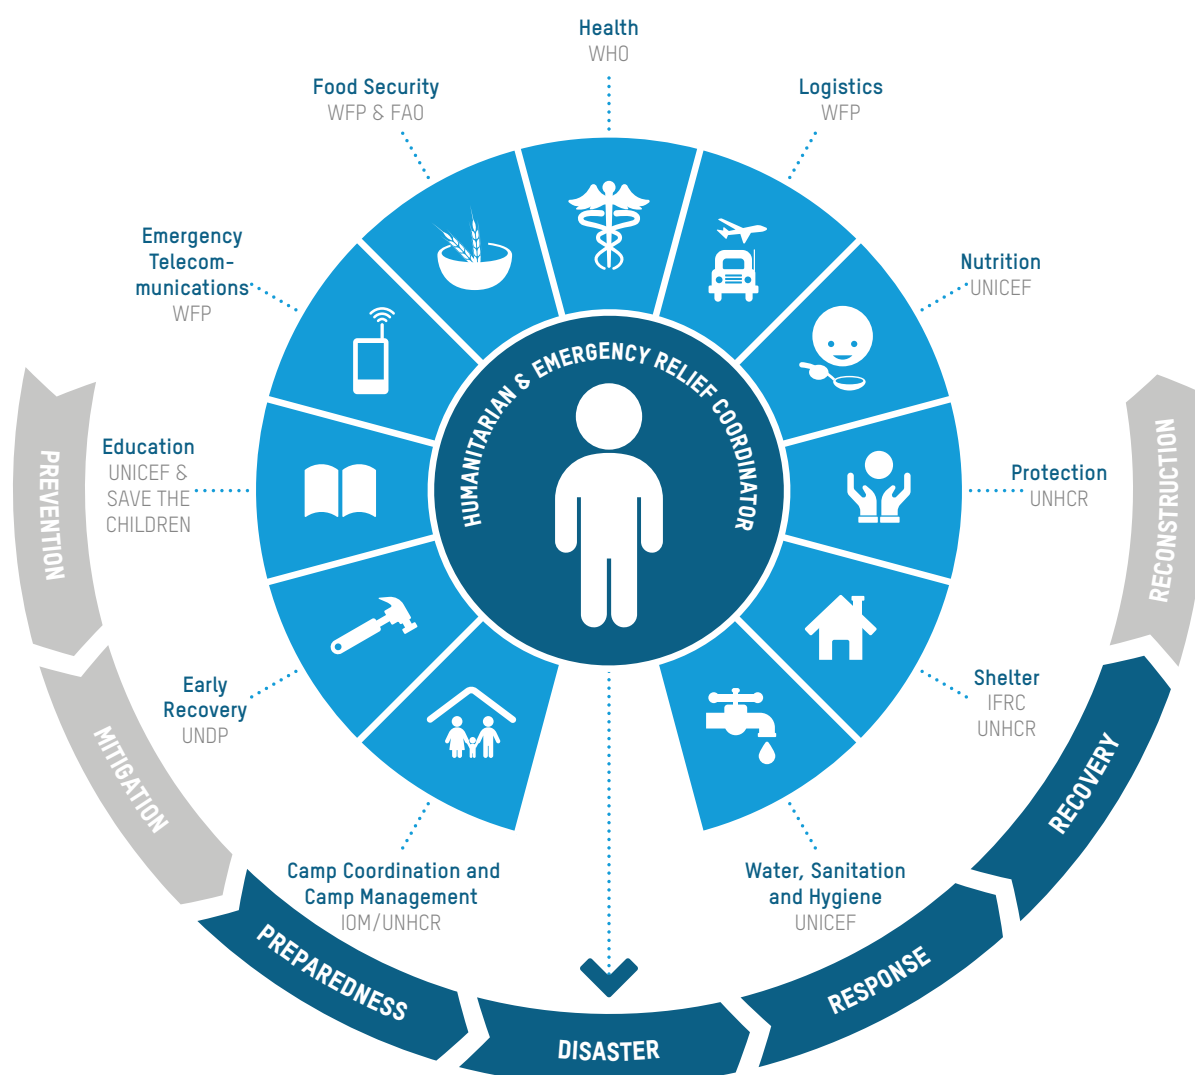 Health
WHO
Food Security
WFP & FAO
Logistics
WFP
Emergency
Telecom-
munications
WFP
Nutrition
UNICEF
HUMANITARIAN & EMERGENCY RELIEF COORDINATOR
Education
UNICEF &
SAVE THE
CHILDREN
Protection
UNHCR
Early
Recovery
UNDP
Shelter
IFRC
UNHCR
Camp Coordination and
Camp Management
IOM/UNHCR
Water, Sanitation
and Hygiene
UNICEF
PREVENTION
MITIGATION
PREPAREDNESS
DISASTER
RESPONSE
RECOVERY
RECONSTRUCTION